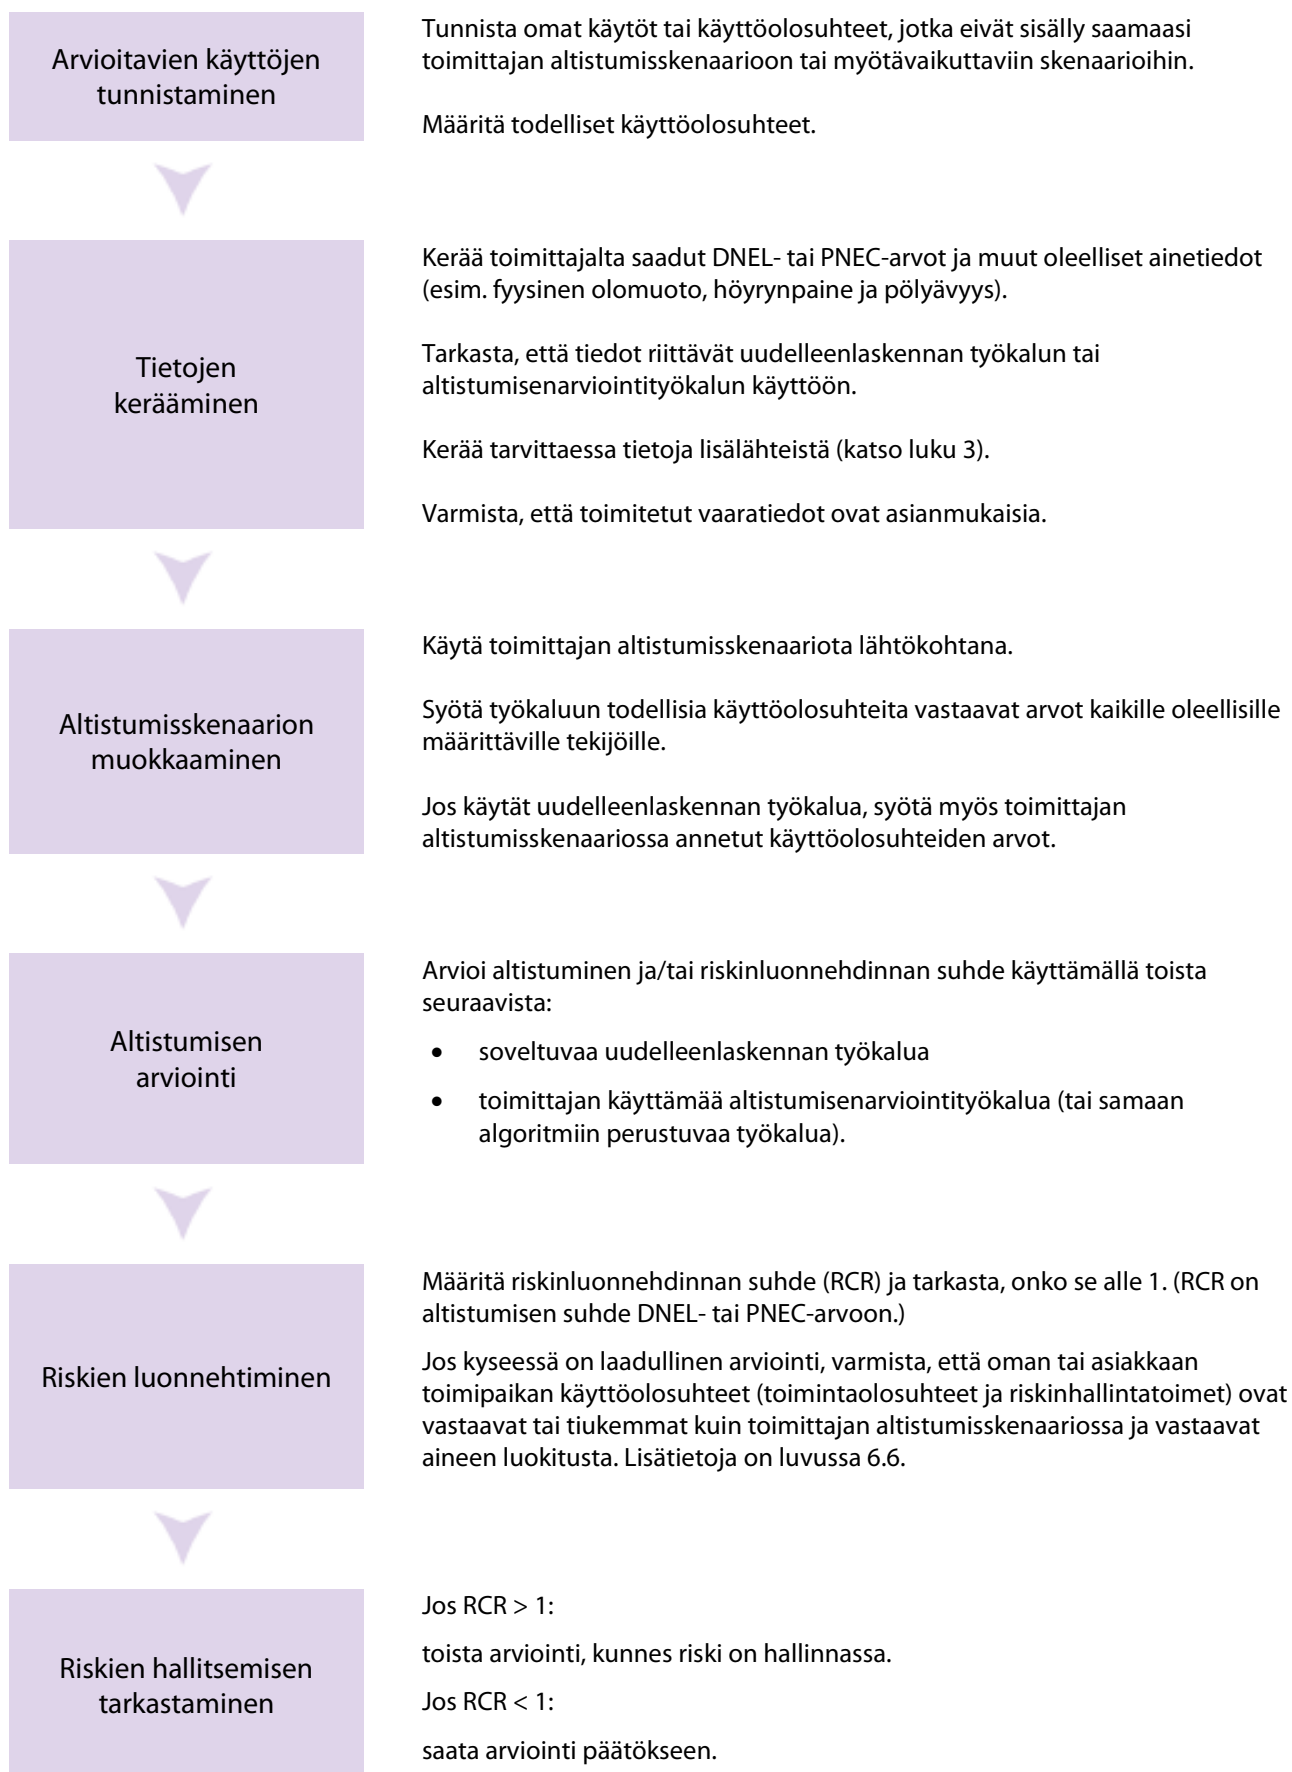 Arvioitavien käyttöjen
tunnistaminen
Tunnista omat käytöt tai käyttöolosuhteet, jotka eivät sisälly saamaasi
toimittajan altistumisskenaarioon tai myötävaikuttaviin skenaarioihin.
Määritä todelliset käyttöolosuhteet.
Tietojen
kerääminen
Kerää toimittajalta saadut DNEL- tai PNEC-arvot ja muut oleelliset ainetiedot
(esim. fyysinen olomuoto, höyrynpaine ja pölyävyys).
Tarkasta, että tiedot riittävät uudelleenlaskennan työkalun tai
altistumisenarviointityökalun käyttöön.
Kerää tarvittaessa tietoja lisälähteistä (katso luku 3).
Varmista, että toimitetut vaaratiedot ovat asianmukaisia.
Altistumisskenaarion
muokkaaminen
Käytä toimittajan altistumisskenaariota lähtökohtana.
Syötä työkaluun todellisia käyttöolosuhteita vastaavat arvot kaikille oleellisille
määrittäville tekijöille.
Jos käytät uudelleenlaskennan työkalua, syötä myös toimittajan
altistumisskenaariossa annetut käyttöolosuhteiden arvot.
Altistumisen
arviointi
Arvioi altistuminen ja/tai riskinluonnehdinnan suhde käyttämällä toista
seuraavista:
• soveltuvaa uudelleenlaskennan työkalua
• toimittajan käyttämää altistumisenarviointityökalua (tai samaan
algoritmiin perustuvaa työkalua).
Riskien luonnehtiminen
Määritä riskinluonnehdinnan suhde (RCR) ja tarkasta, onko se alle 1. (RCR on
altistumisen suhde DNEL- tai PNEC-arvoon.)
Jos kyseessä on laadullinen arviointi, varmista, että oman tai asiakkaan
toimipaikan käyttöolosuhteet (toimintaolosuhteet ja riskinhallintatoimet) ovat
vastaavat tai tiukemmat kuin toimittajan altistumisskenaariossa ja vastaavat
aineen luokitusta. Lisätietoja on luvussa 6.6.
Riskien hallitsemisen
tarkastaminen
Jos RCR > 1:
toista arviointi, kunnes riski on hallinnassa.
Jos RCR < 1:
saata arviointi päätökseen.